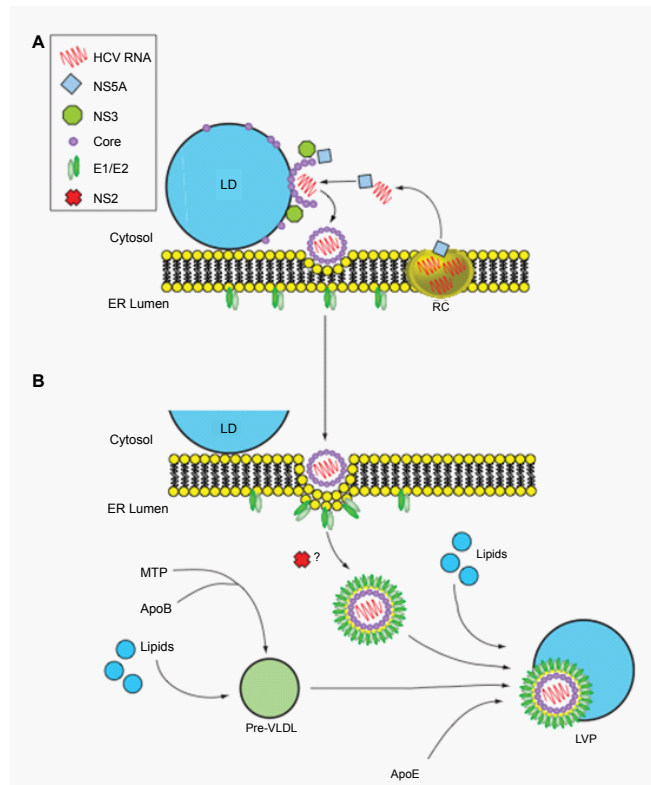 A
HCV RNA
NS5A
NS3
Core
E1/E2
NS2
LD
Cytosol
ER Lumen
RC
B
LD
Cytosol
ER Lumen
?
Lipids
MTP
ApoB
Lipids
Pre-VLDL
LVP
ApoE